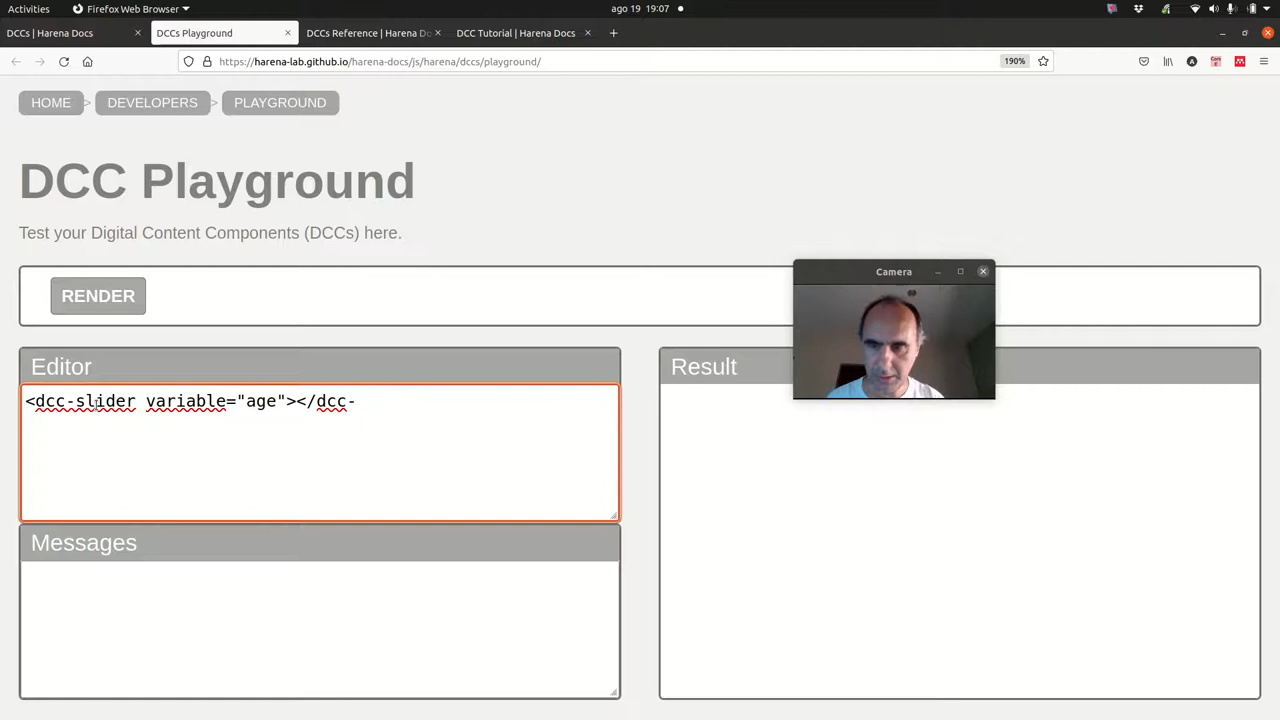 Activities
Firefox Web Browser
ago 19 19:07
DCCs | Harena Docs
DCCs Playground
DCCs Reference | Harena Do
DCC Tutorial | Harena Docs
https://harena-lab.github.io/harena-docs/js/harena/dccs/playground/
190%
HOME > DEVELOPERS > PLAYGROUND
DCC Playground
Test your Digital Content Components (DCCs) here.
RENDER
Camera
Editor
Result
<dcc-slider variable="age"></dcc-
Messages